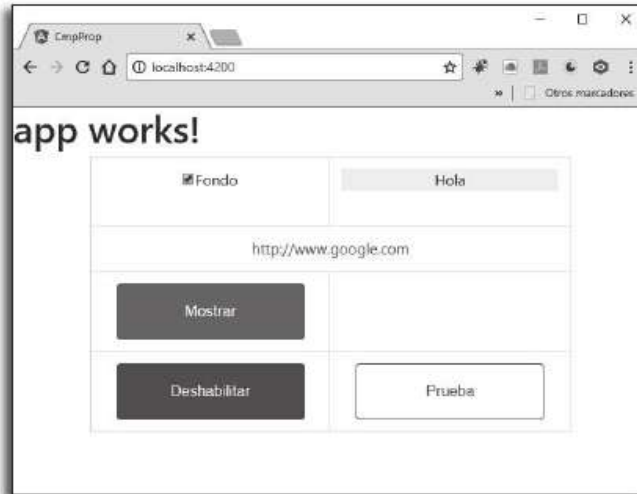 CmpProp
localhost:4200
» Otros marcadores
app works!
Fondo
Hola
http://www.google.com
Mostrar
Deshabilitar
Prueba